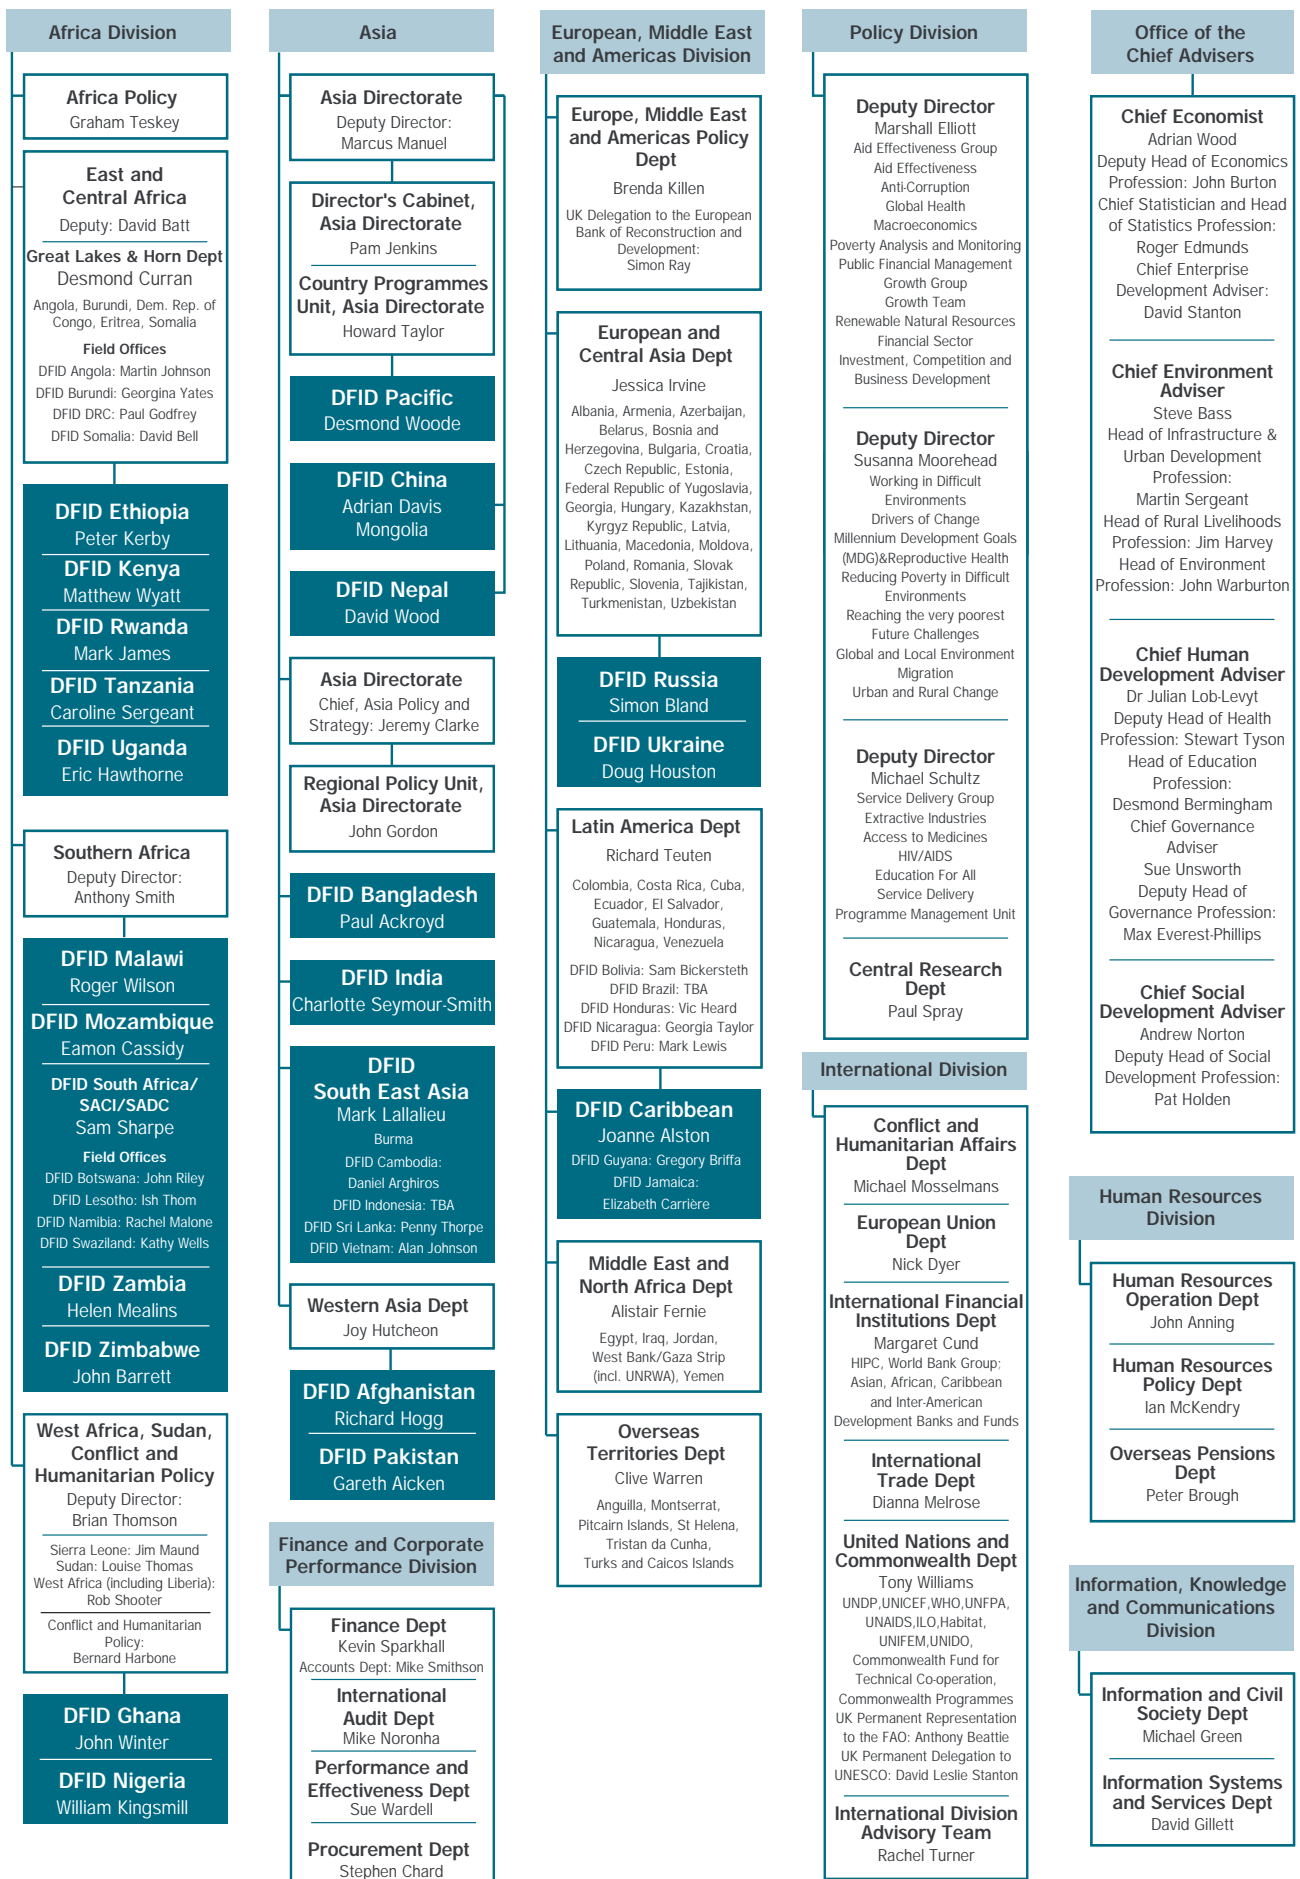 Africa Division
Africa Policy
Graham Teskey
East and
Central Africa
Deputy: David Batt
Great Lakes & Horn Dept
Desmond Curran
Angola, Burundi, Dem. Rep. of
Congo, Eritrea, Somalia
Field Offices
DFID Angola: Martin Johnson
DFID Burundi: Georgina Yates
DFID DRC: Paul Godfrey
DFID Somalia: David Bell
DFID Ethiopia
Peter Kerby
DFID Kenya
Matthew Wyatt
DFID Rwanda
Mark James
DFID Tanzania
Caroline Sergeant
DFID Uganda
Eric Hawthorne
Southern Africa
Deputy Director:
Anthony Smith
DFID Malawi
Roger Wilson
DFID Mozambique
Eamon Cassidy
DFID South Africa/
SACI/SADC
Sam Sharpe
Field Offices
DFID Botswana: John Riley
DFID Lesotho: Ish Thom
DFID Namibia: Rachel Malone
DFID Swaziland: Kathy Wells
DFID Zambia
Helen Mealins
DFID Zimbabwe
John Barrett
West Africa, Sudan,
Conflict and
Humanitarian Policy
Deputy Director:
Brian Thomson
Sierra Leone: Jim Maund
Sudan: Louise Thomas
West Africa (including Liberia):
Rob Shooter
Conflict and Humanitarian
Policy:
Bernard Harbone
DFID Ghana
John Winter
DFID Nigeria
William Kingsmill
Asia
Asia Directorate
Deputy Director:
Marcus Manuel
Director's Cabinet,
Asia Directorate
Pam Jenkins
Country Programmes
Unit, Asia Directorate
Howard Taylor
DFID Pacific
Desmond Woode
DFID China
Adrian Davis
Mongolia
DFID Nepal
David Wood
Asia Directorate
Chief, Asia Policy and
Strategy: Jeremy Clarke
Regional Policy Unit,
Asia Directorate
John Gordon
DFID Bangladesh
Paul Ackroyd
DFID India
Charlotte Seymour-Smith
DFID
South East Asia
Mark Lallalieu
Burma
DFID Cambodia:
Daniel Arghiros
DFID Indonesia: TBA
DFID Sri Lanka: Penny Thorpe
DFID Vietnam: Alan Johnson
Western Asia Dept
Joy Hutcheon
DFID Afghanistan
Richard Hogg
DFID Pakistan
Gareth Aicken
Finance and Corporate
Performance Division
Finance Dept
Kevin Sparkhall
Accounts Dept: Mike Smithson
International
Audit Dept
Mike Noronha
Performance and
Effectiveness Dept
Sue Wardell
Procurement Dept
Stephen Chard
European, Middle East
and Americas Division
Europe, Middle East
and Americas Policy
Dept
Brenda Killen
UK Delegation to the European
Bank of Reconstruction and
Development:
Simon Ray
European and
Central Asia Dept
Jessica Irvine
Albania, Armenia, Azerbaijan,
Belarus, Bosnia and
Herzegovina, Bulgaria, Croatia,
Czech Republic, Estonia,
Federal Republic of Yugoslavia,
Georgia, Hungary, Kazakhstan,
Kyrgyz Republic, Latvia,
Lithuania, Macedonia, Moldova,
Poland, Romania, Slovak
Republic, Slovenia, Tajikistan,
Turkmenistan, Uzbekistan
DFID Russia
Simon Bland
DFID Ukraine
Doug Houston
Latin America Dept
Richard Teuten
Colombia, Costa Rica, Cuba,
Ecuador, El Salvador,
Guatemala, Honduras,
Nicaragua, Venezuela
DFID Bolivia: Sam Bickersteth
DFID Brazil: TBA
DFID Honduras: Vic Heard
DFID Nicaragua: Georgia Taylor
DFID Peru: Mark Lewis
DFID Caribbean
Joanne Alston
DFID Guyana: Gregory Briffa
DFID Jamaica:
Elizabeth Carrière
Middle East and
North Africa Dept
Alistair Fernie
Egypt, Iraq, Jordan,
West Bank/Gaza Strip
(incl. UNRWA), Yemen
Overseas
Territories Dept
Clive Warren
Anguilla, Montserrat,
Pitcairn Islands, St Helena,
Tristan da Cunha,
Turks and Caicos Islands
Policy Division
Deputy Director
Marshall Elliott
Aid Effectiveness Group
Aid Effectiveness
Anti-Corruption
Global Health
Macroeconomics
Poverty Analysis and Monitoring
Public Financial Management
Growth Group
Growth Team
Renewable Natural Resources
Financial Sector
Investment, Competition and
Business Development
Deputy Director
Susanna Moorehead
Working in Difficult
Environments
Drivers of Change
Millennium Development Goals
(MDG)&Reproductive Health
Reducing Poverty in Difficult
Environments
Reaching the very poorest
Future Challenges
Global and Local Environment
Migration
Urban and Rural Change
Deputy Director
Michael Schultz
Service Delivery Group
Extractive Industries
Access to Medicines
HIV/AIDS
Education For All
Service Delivery
Programme Management Unit
Central Research
Dept
Paul Spray
International Division
Conflict and
Humanitarian Affairs
Dept
Michael Mosselmans
European Union
Dept
Nick Dyer
International Financial
Institutions Dept
Margaret Cund
HIPC, World Bank Group;
Asian, African, Caribbean
and Inter-American
Development Banks and Funds
International
Trade Dept
Dianna Melrose
United Nations and
Commonwealth Dept
Tony Williams
UNDP,UNICEF,WHO,UNFPA,
UNAIDS,ILO,Habitat,
UNIFEM,UNIDO,
Commonwealth Fund for
Technical Co-operation,
Commonwealth Programmes
UK Permanent Representation
to the FAO: Anthony Beattie
UK Permanent Delegation to
UNESCO: David Leslie Stanton
International Division
Advisory Team
Rachel Turner
Office of the
Chief Advisers
Chief Economist
Adrian Wood
Deputy Head of Economics
Profession: John Burton
Chief Statistician and Head
of Statistics Profession:
Roger Edmunds
Chief Enterprise
Development Adviser:
David Stanton
Chief Environment
Adviser
Steve Bass
Head of Infrastructure &
Urban Development
Profession:
Martin Sergeant
Head of Rural Livelihoods
Profession: Jim Harvey
Head of Environment
Profession: John Warburton
Chief Human
Development Adviser
Dr Julian Lob-Levyt
Deputy Head of Health
Profession: Stewart Tyson
Head of Education
Profession:
Desmond Bermingham
Chief Governance
Adviser
Sue Unsworth
Deputy Head of
Governance Profession:
Max Everest-Phillips
Chief Social
Development Adviser
Andrew Norton
Deputy Head of Social
Development Profession:
Pat Holden
Human Resources
Division
Human Resources
Operation Dept
John Anning
Human Resources
Policy Dept
Ian McKendry
Overseas Pensions
Dept
Peter Brough
Information, Knowledge
and Communications
Division
Information and Civil
Society Dept
Michael Green
Information Systems
and Services Dept
David Gillett